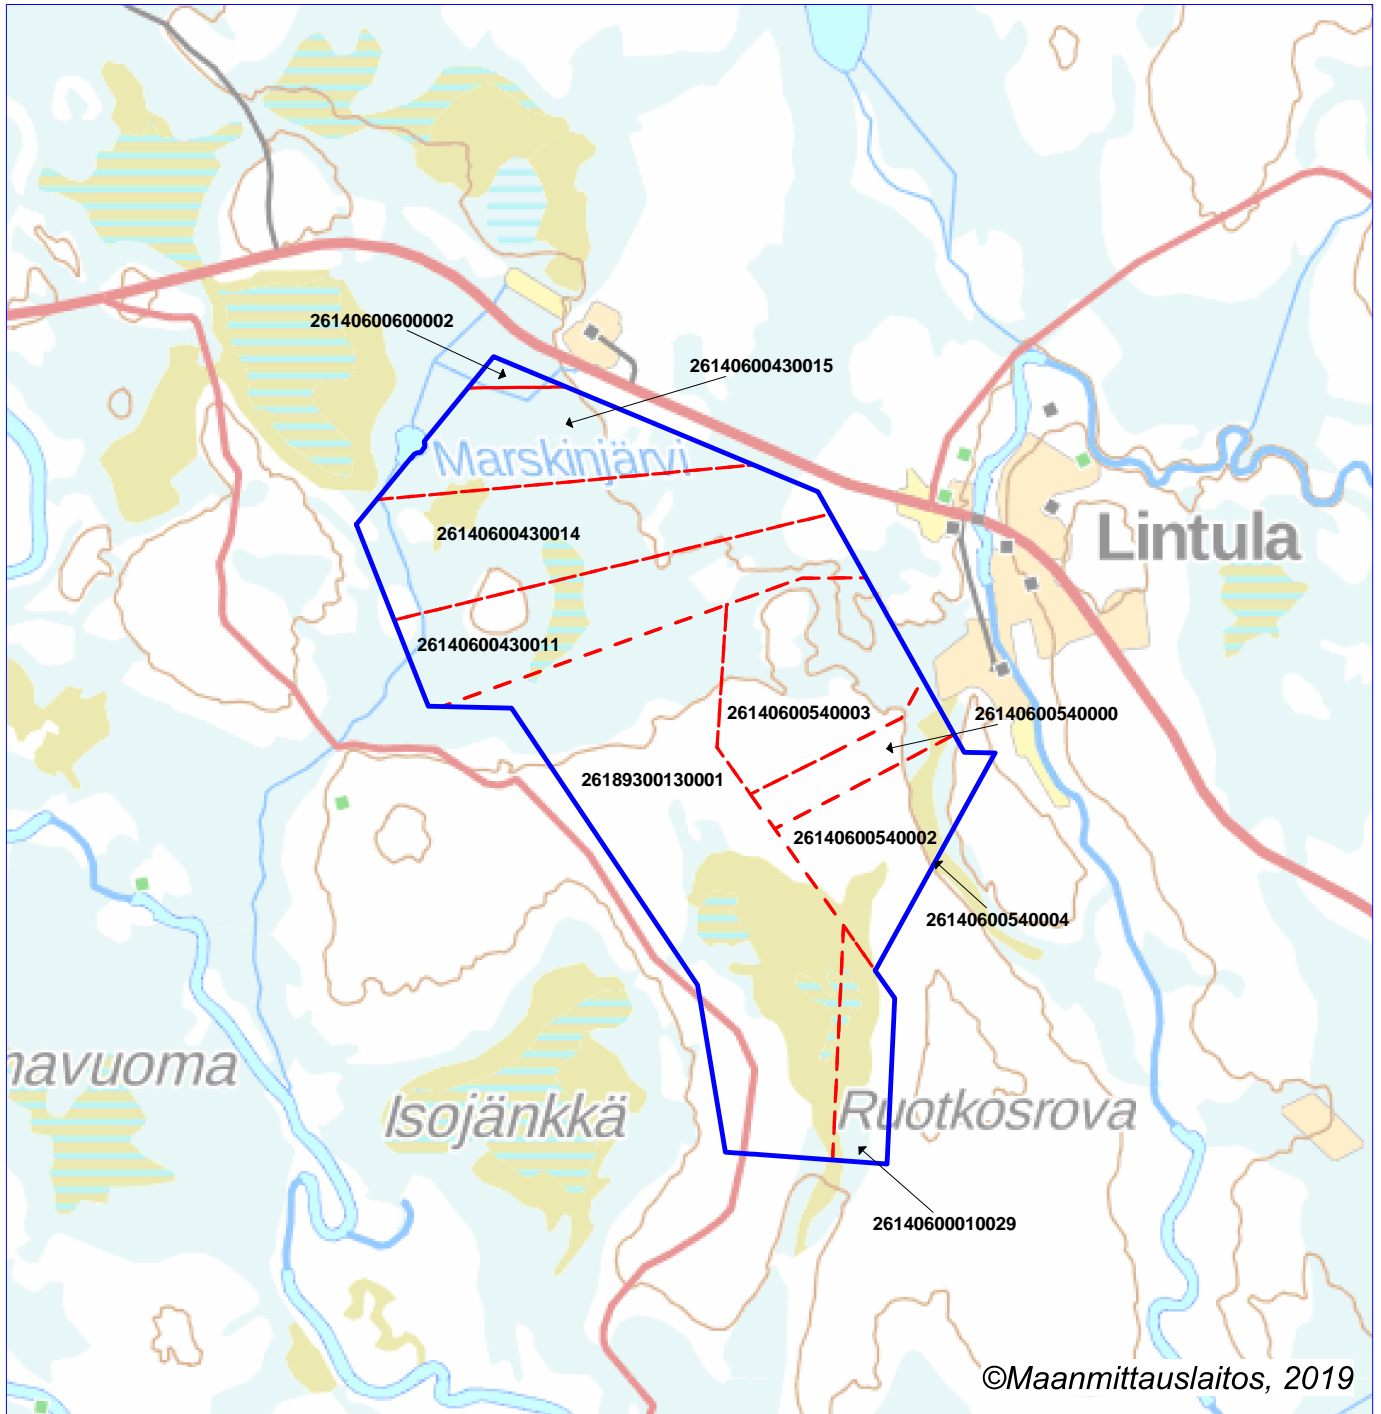 26140600600002
26140600430015
Marskinjärvi
26140600430014
Lintula
26140600430011
26140600540003
26140600540000
26189300130001
26140600540002
26140600540004
navuoma
Isojänkkä
Ruotkosrova
26140600010029
©Maanmittauslaitos, 2019